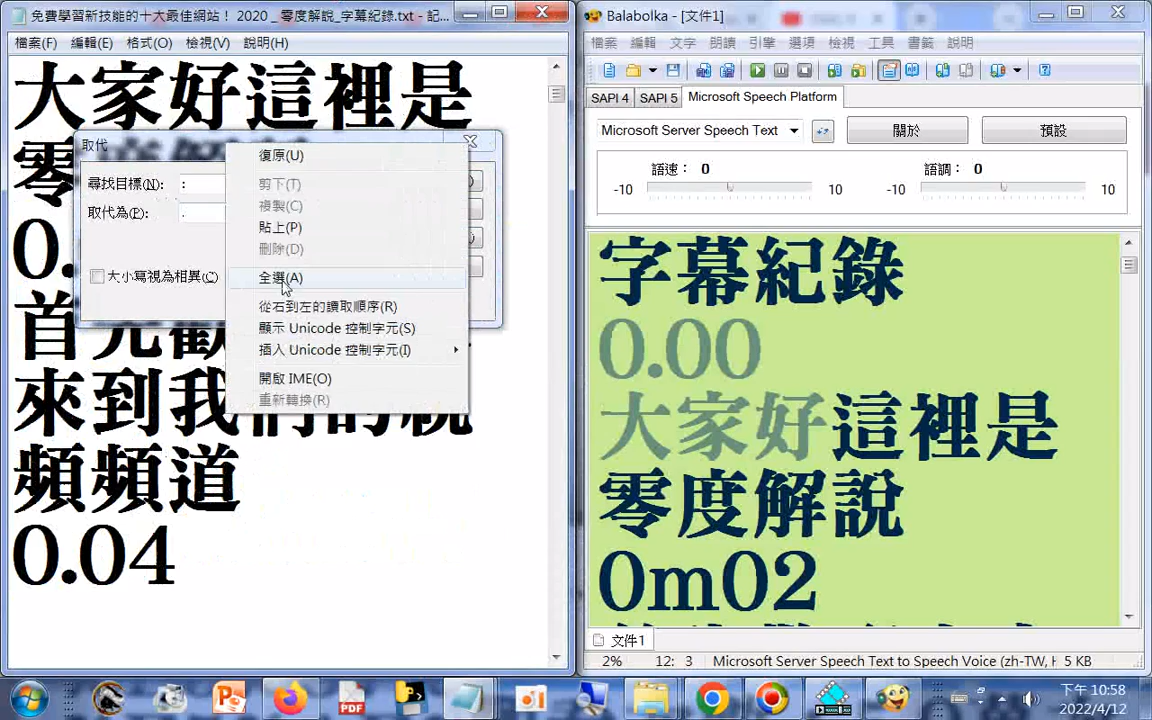 免費學習新技能的十大最佳網站！ 2020 _ 零度解說_字幕紀錄.txt - 記...
檔案(F) 編輯(E) 格式(O) 檢視(V) 說明(H)
大家好這裡是
零
取代
尋找目標(N): :
取代為(P): .
大小寫視為相異(C)
復原(U)
剪下(T)
複製(C)
貼上(P)
刪除(D)
全選(A)
從右到左的讀取順序(R)
顯示 Unicode 控制字元(S)
插入 Unicode 控制字元(I)
開啟 IME(O)
重新轉換(R)
0.0
首先歡
來到我們的視
頻頻道
0.04
Balabolka - [文件1]
檔案 編輯 文字 朗讀 引擎 選項 檢視 工具 書籤 說明
SAPI 4 SAPI 5 Microsoft Speech Platform
Microsoft Server Speech Text 關於 預設
語速： 0 語調： 0
-10 10 -10 10
字幕紀錄
0.00
大家好這裡是
零度解說
0m02
文件1
2% 12: 3 Microsoft Server Speech Text to Speech Voice (zh-TW, H 5 KB
PDF
下午 10:58
2022/4/12